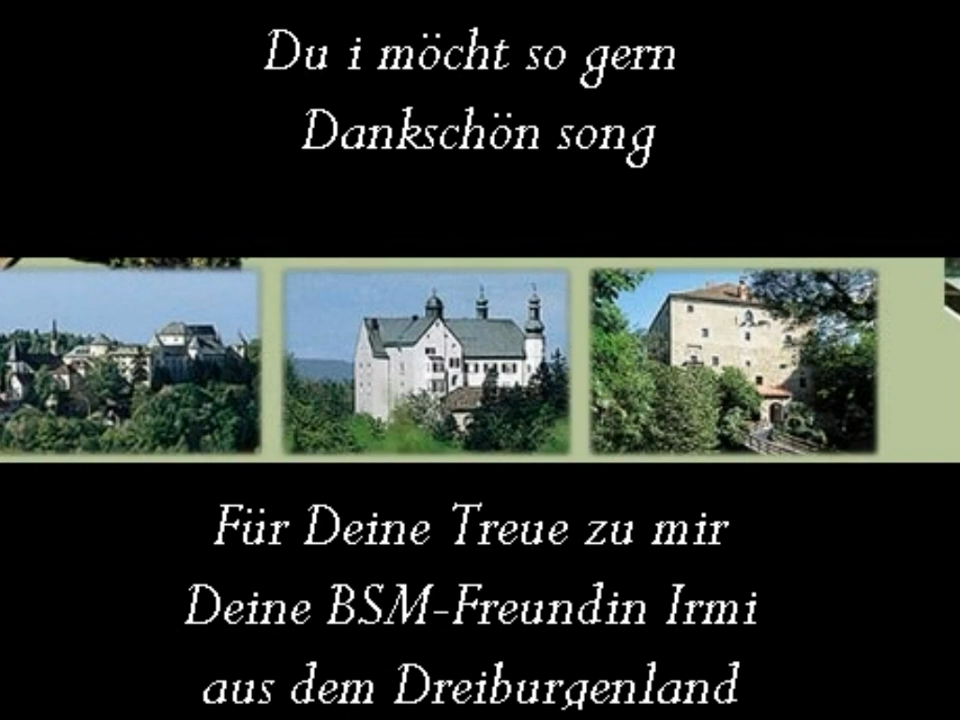 Du i möcht so gern
Dankschön song
Für Deine Treue zu mir
Deine BSM-Freundin Irmi
aus dem Dreiburgenland